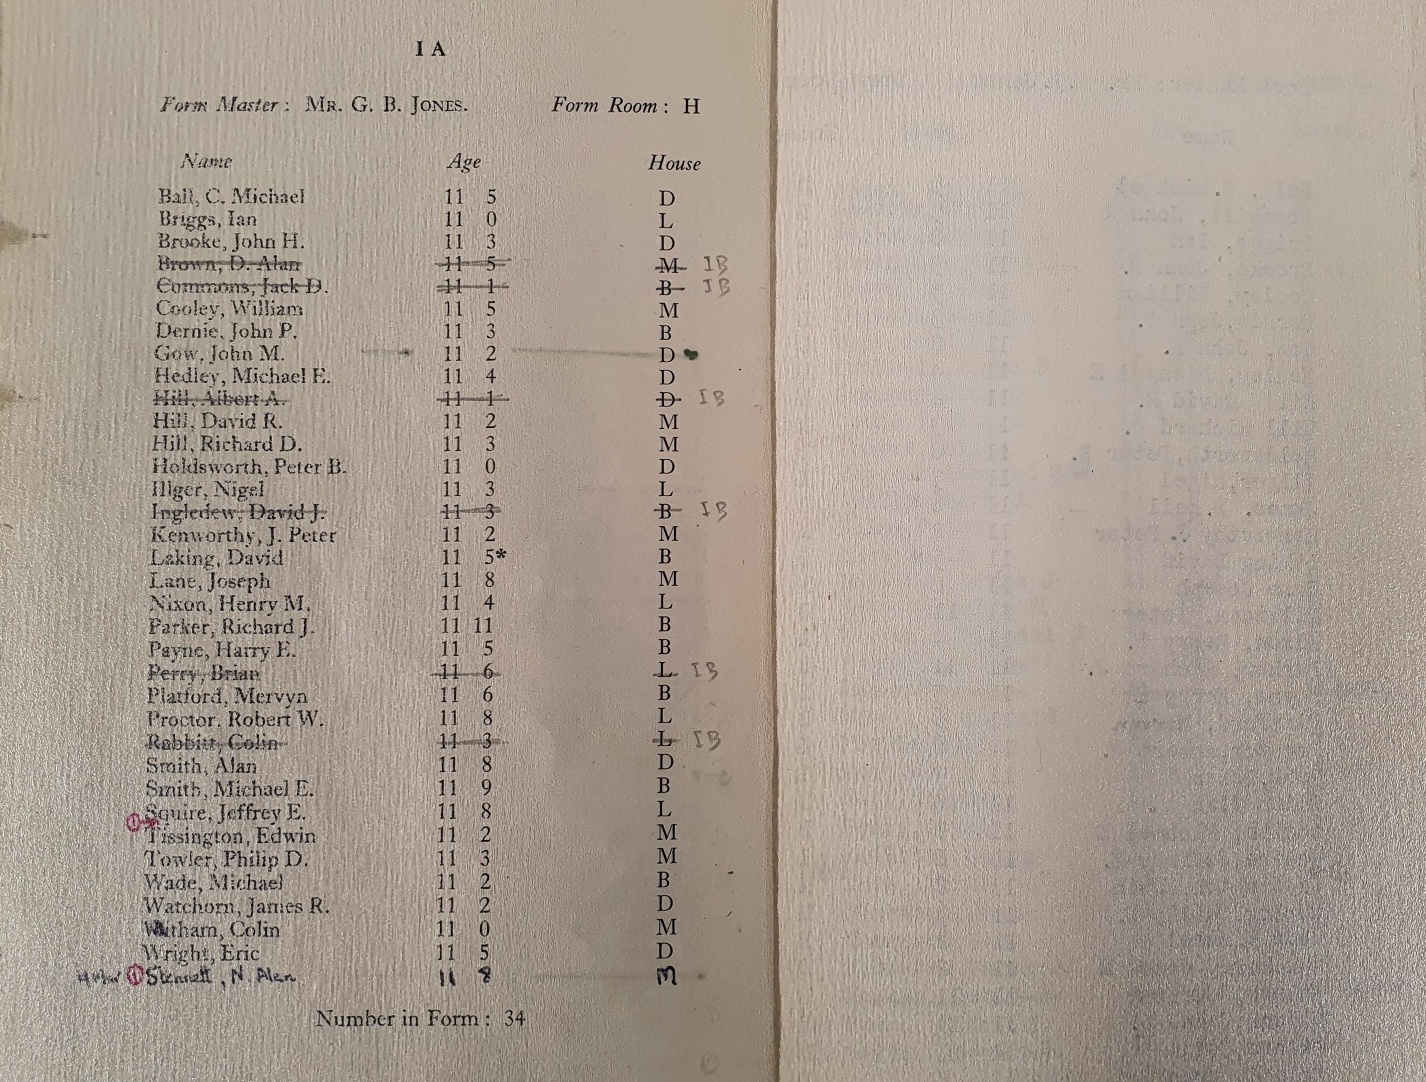 I A
Form Master : MR. G. B. JONES. Form Room : H
Name Age House
Ball, C. Michael 11 5 D
Briggs, Ian 11 0 L
Brooke, John H. 11 3 D
Brown, D. Alan 11 5 M IB
Commons, Jack D. 11 1 B IB
Cooley, William 11 5 M
Dernie, John P. 11 3 B
Gow, John M. 11 2 D
Hedley, Michael E. 11 4 D
Hill, Albert A. 11 1 D IB
Hill, David R. 11 2 M
Hill, Richard D. 11 3 M
Holdsworth, Peter B. 11 0 D
Illger, Nigel 11 3 L
Ingledew, David J. 11 3 B IB
Kenworthy, J. Peter 11 2 M
Laking, David 11 5* B
Lane, Joseph 11 8 M
Nixon, Henry M. 11 4 L
Parker, Richard J. 11 11 B
Payne, Harry E. 11 5 B
Perry, Brian 11 6 L IB
Platford, Mervyn 11 6 B
Proctor, Robert W. 11 8 L
Rabbitt, Colin 11 3 L IB
Smith, Alan 11 8 D
Smith, Michael E. 11 9 B
Squire, Jeffrey E. 11 8 L
Tissington, Edwin 11 2 M
Towler, Philip D. 11 3 M
Wade, Michael 11 2 B
Watchorn, James R. 11 2 D
Witham, Colin 11 0 M
Wright, Eric 11 5 D
Stennett, N. Alan 11 8 M
Number in Form : 34